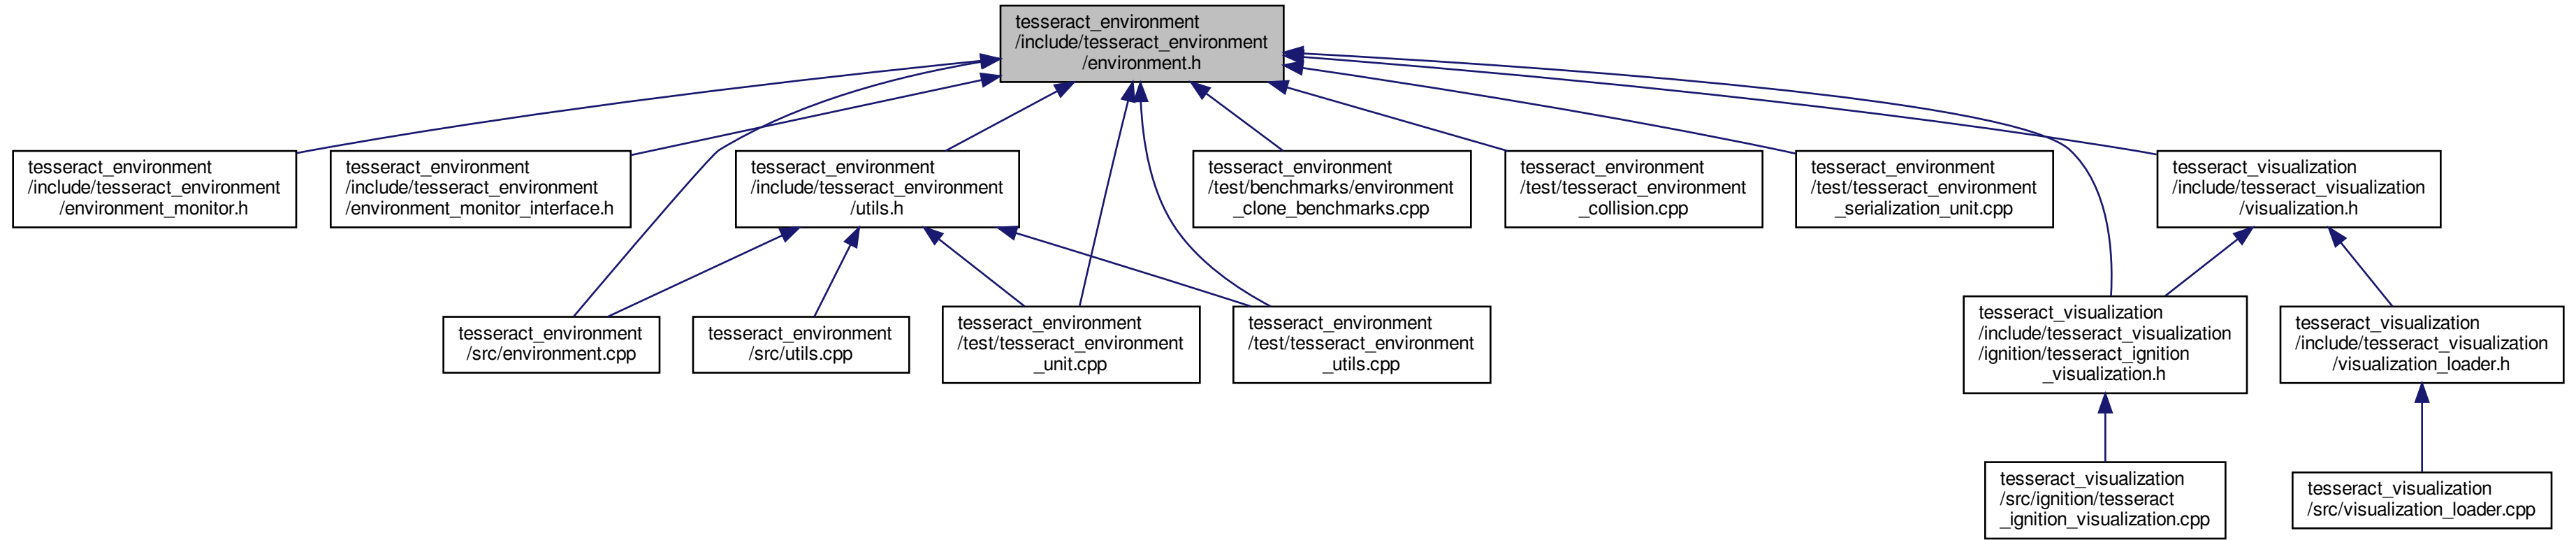 tesseract_environment
/include/tesseract_environment
/environment.h
tesseract_environment
/include/tesseract_environment
/environment_monitor.h
tesseract_environment
/include/tesseract_environment
/environment_monitor_interface.h
tesseract_environment
/include/tesseract_environment
/utils.h
tesseract_environment
/test/benchmarks/environment
_clone_benchmarks.cpp
tesseract_environment
/test/tesseract_environment
_collision.cpp
tesseract_environment
/test/tesseract_environment
_serialization_unit.cpp
tesseract_visualization
/include/tesseract_visualization
/visualization.h
tesseract_environment
/src/environment.cpp
tesseract_environment
/src/utils.cpp
tesseract_environment
/test/tesseract_environment
_unit.cpp
tesseract_environment
/test/tesseract_environment
_utils.cpp
tesseract_visualization
/include/tesseract_visualization
/ignition/tesseract_ignition
_visualization.h
tesseract_visualization
/include/tesseract_visualization
/visualization_loader.h
tesseract_visualization
/src/ignition/tesseract
_ignition_visualization.cpp
tesseract_visualization
/src/visualization_loader.cpp